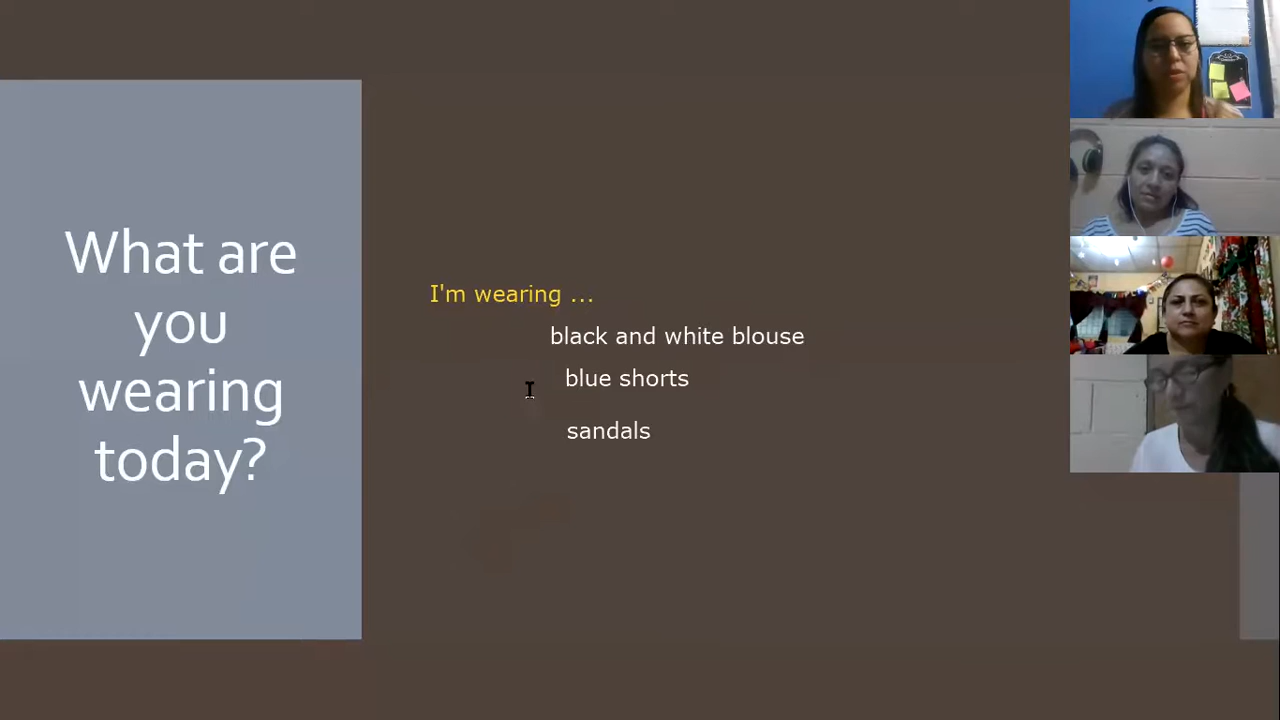 What are
you
wearing
today?
I'm wearing ...
black and white blouse
blue shorts
sandals